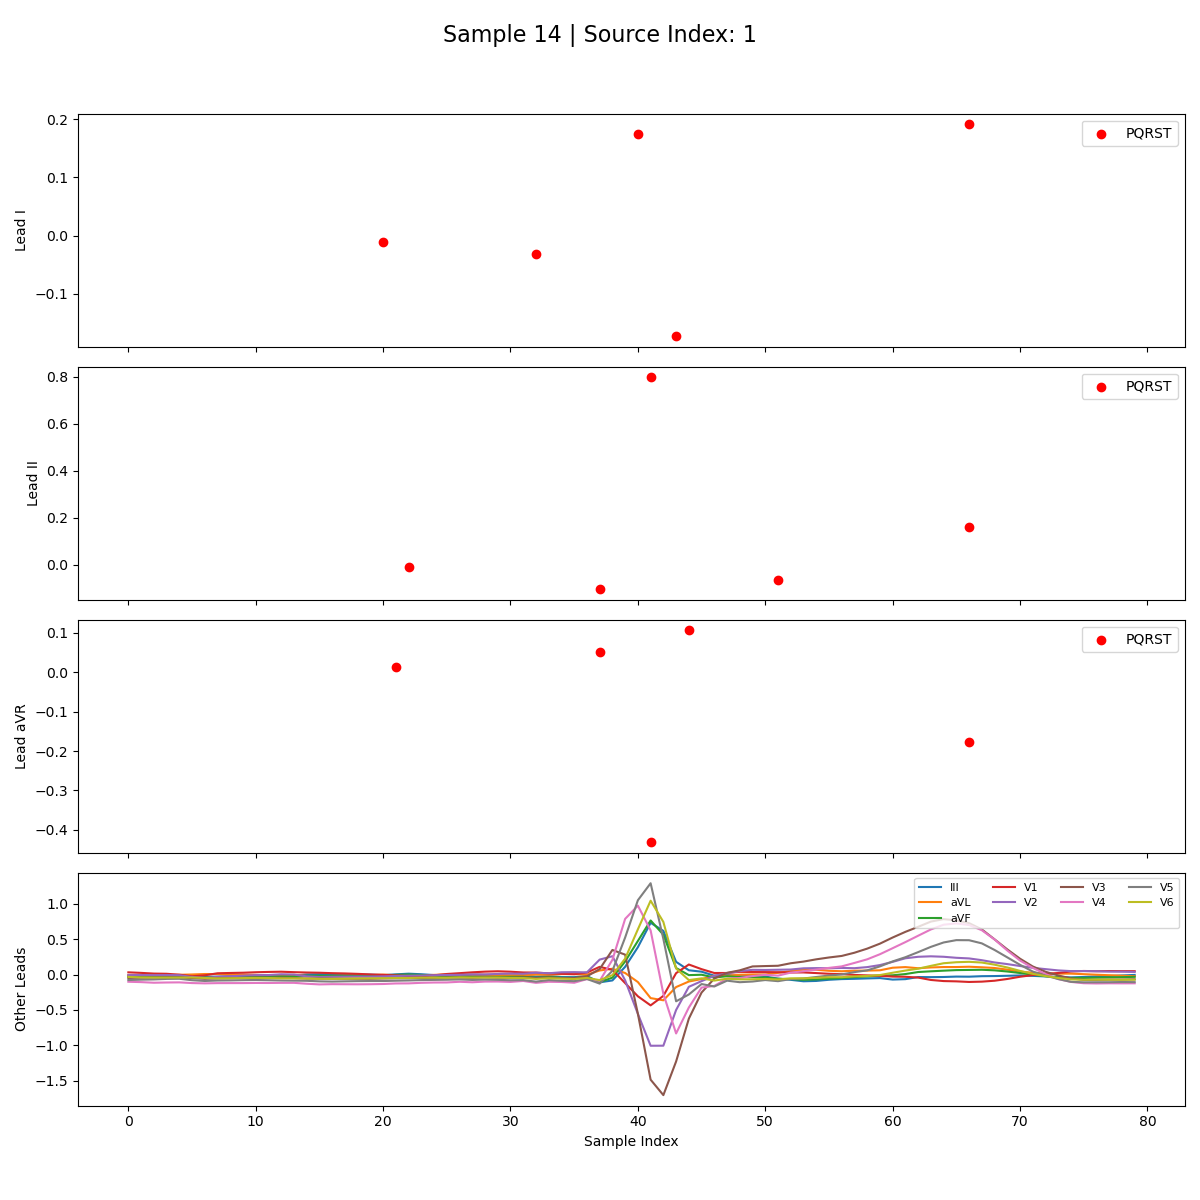 Sample 14 | Source Index: 1
0.2
0.1
0.0
−0.1
Lead I
PQRST
0.8
0.6
0.4
0.2
0.0
Lead II
PQRST
0.1
0.0
−0.1
−0.2
−0.3
−0.4
Lead aVR
PQRST
1.0
0.5
0.0
−0.5
−1.0
−1.5
Other Leads
III V1 V3 V5
aVL V2 V4 V6
aVF
0 10 20 30 40 50 60 70 80
Sample Index